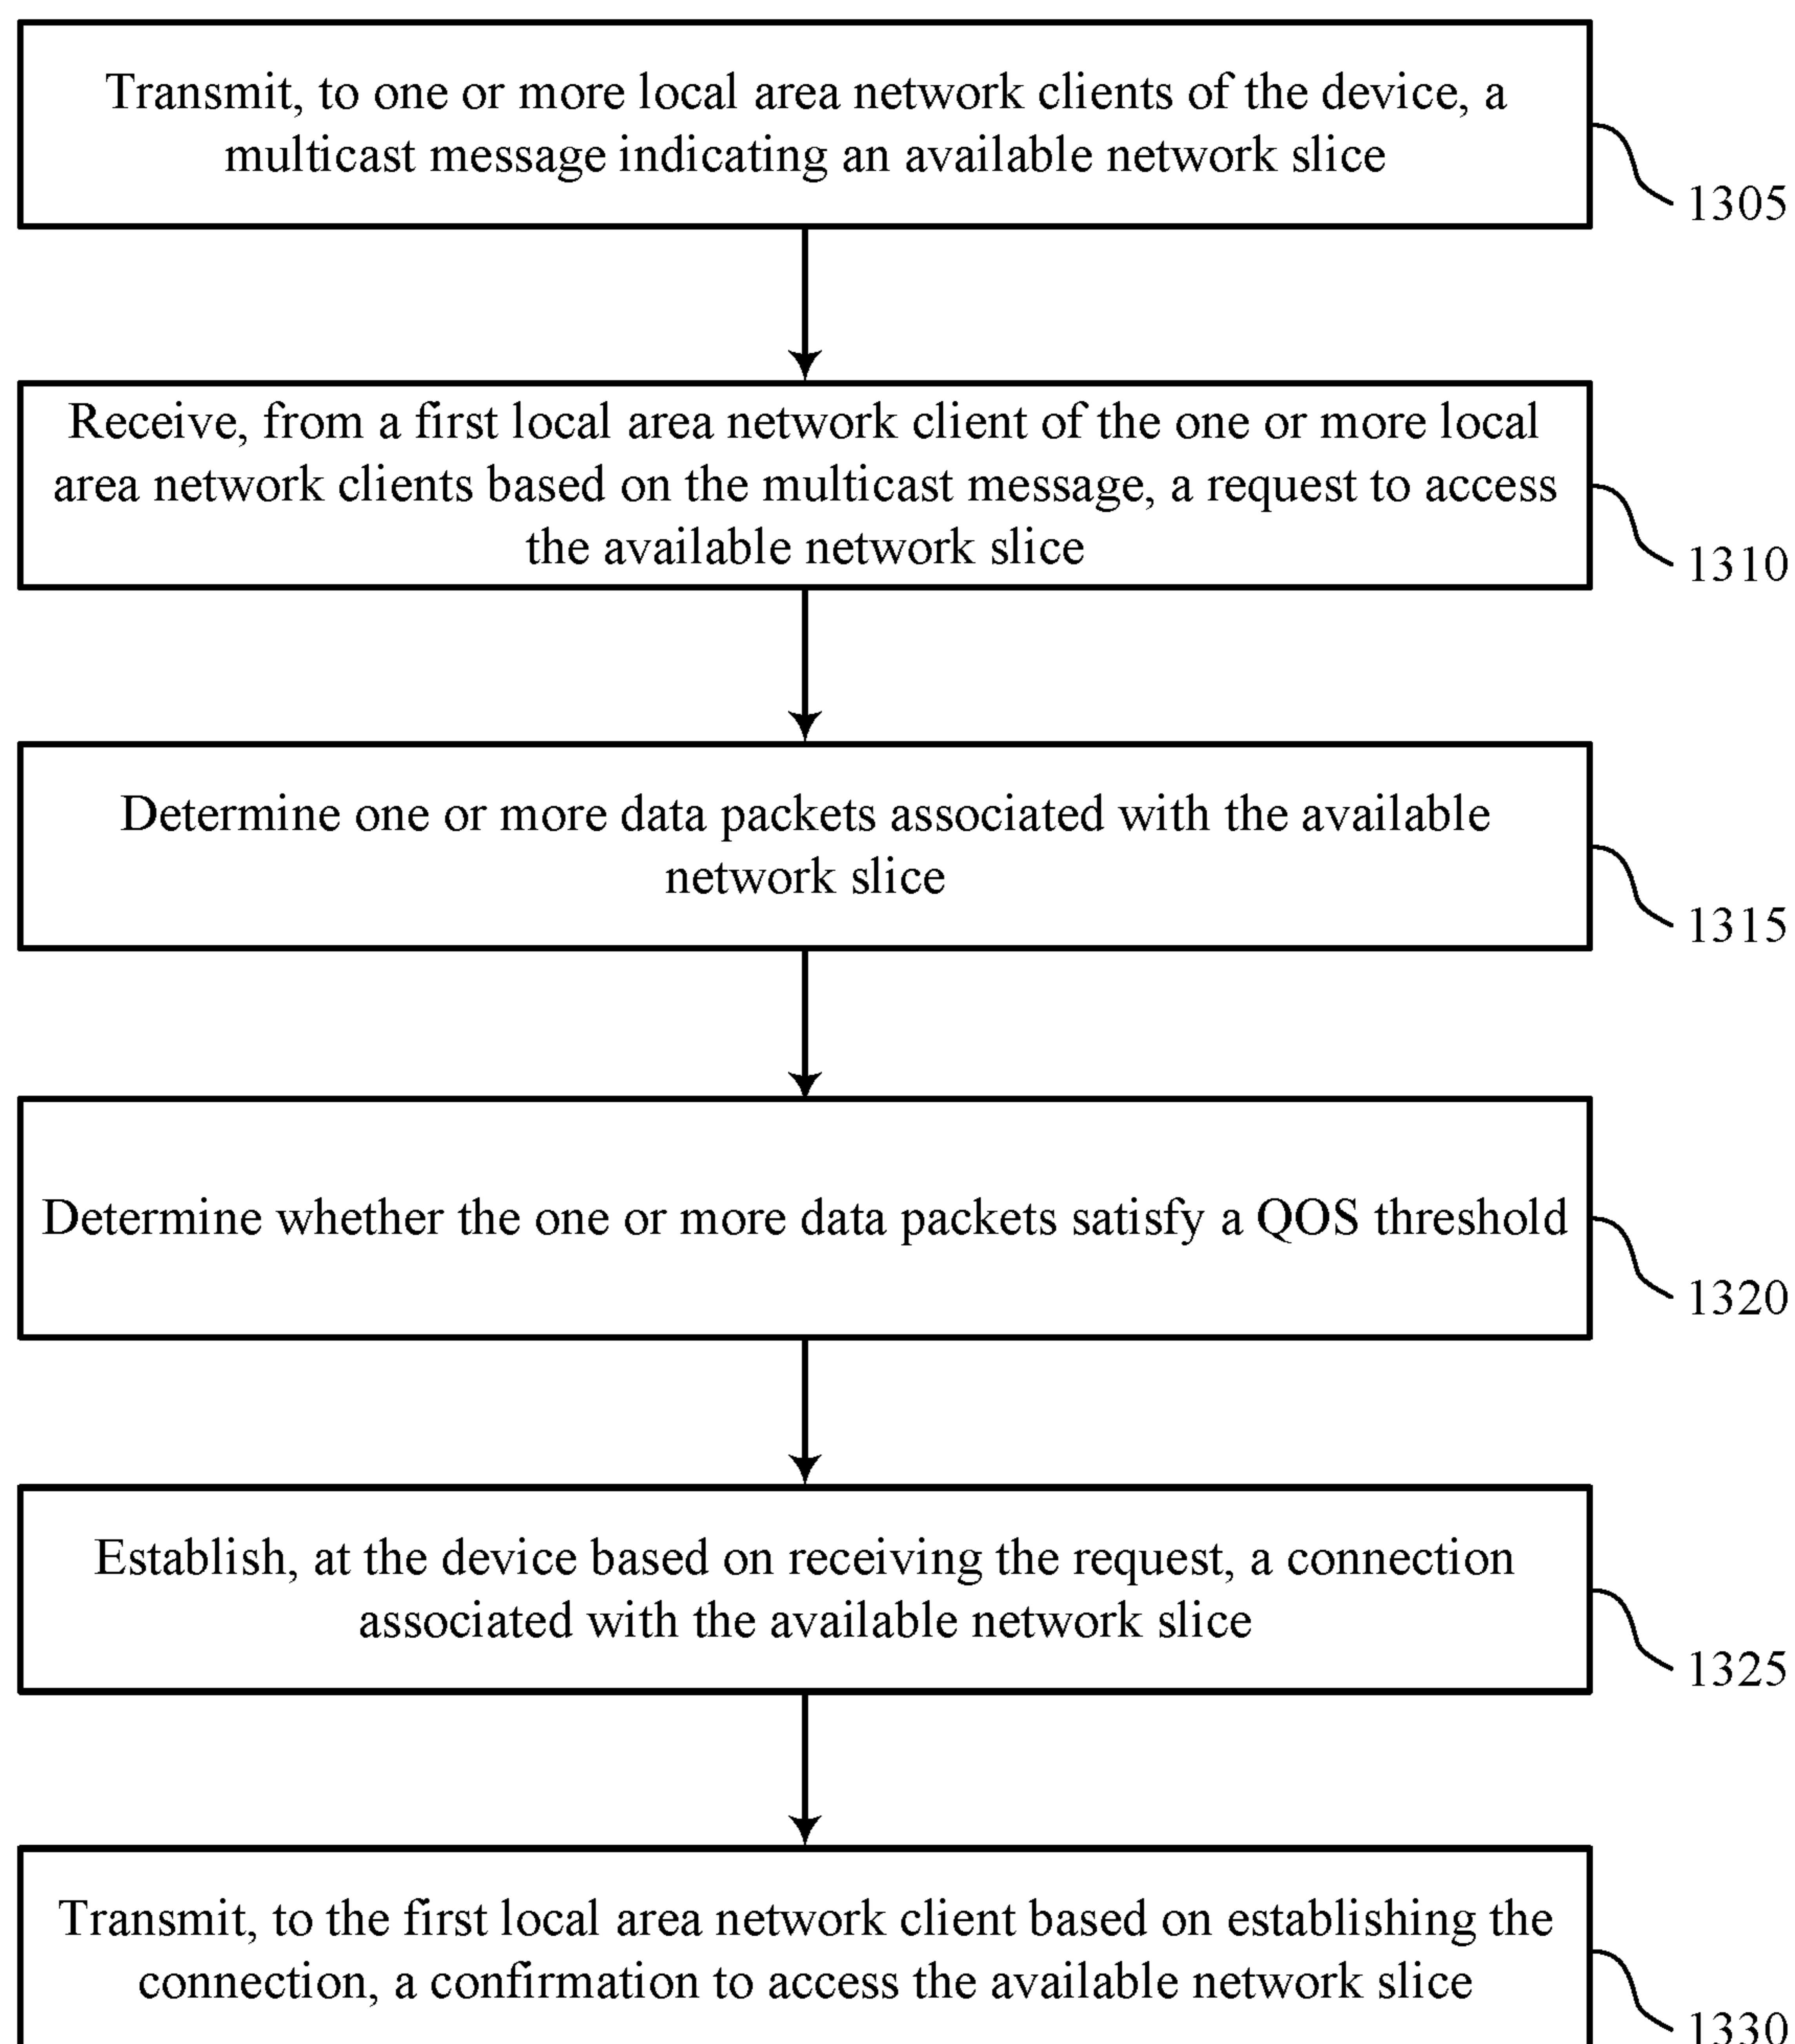 Transmit, to one or more local area network clients of the device, a
multicast message indicating an available network slice
1305
Receive, from a first local area network client of the one or more local
area network clients based on the multicast message, a request to access
the available network slice
1310
Determine one or more data packets associated with the available
network slice
1315
Determine whether the one or more data packets satisfy a QOS threshold
1320
Establish, at the device based on receiving the request, a connection
associated with the available network slice
1325
Transmit, to the first local area network client based on establishing the
connection, a confirmation to access the available network slice
1330